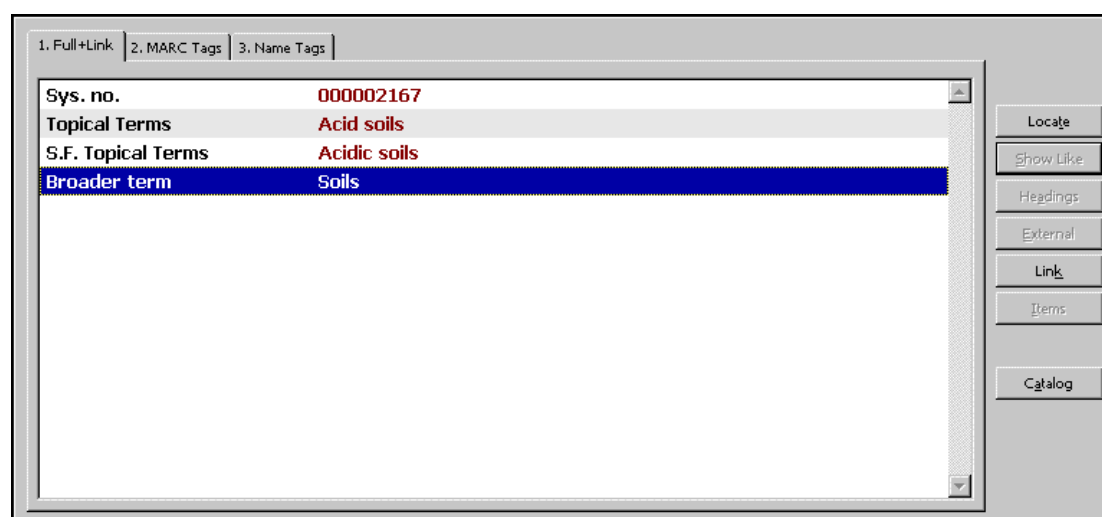 1. Full+Link 2. MARC Tags 3. Name Tags
Sys. no. 000002167
Topical Terms Acid soils
S.F. Topical Terms Acidic soils
Broader term Soils
Locate
Show Like
Headings
External
Link
Items
Catalog